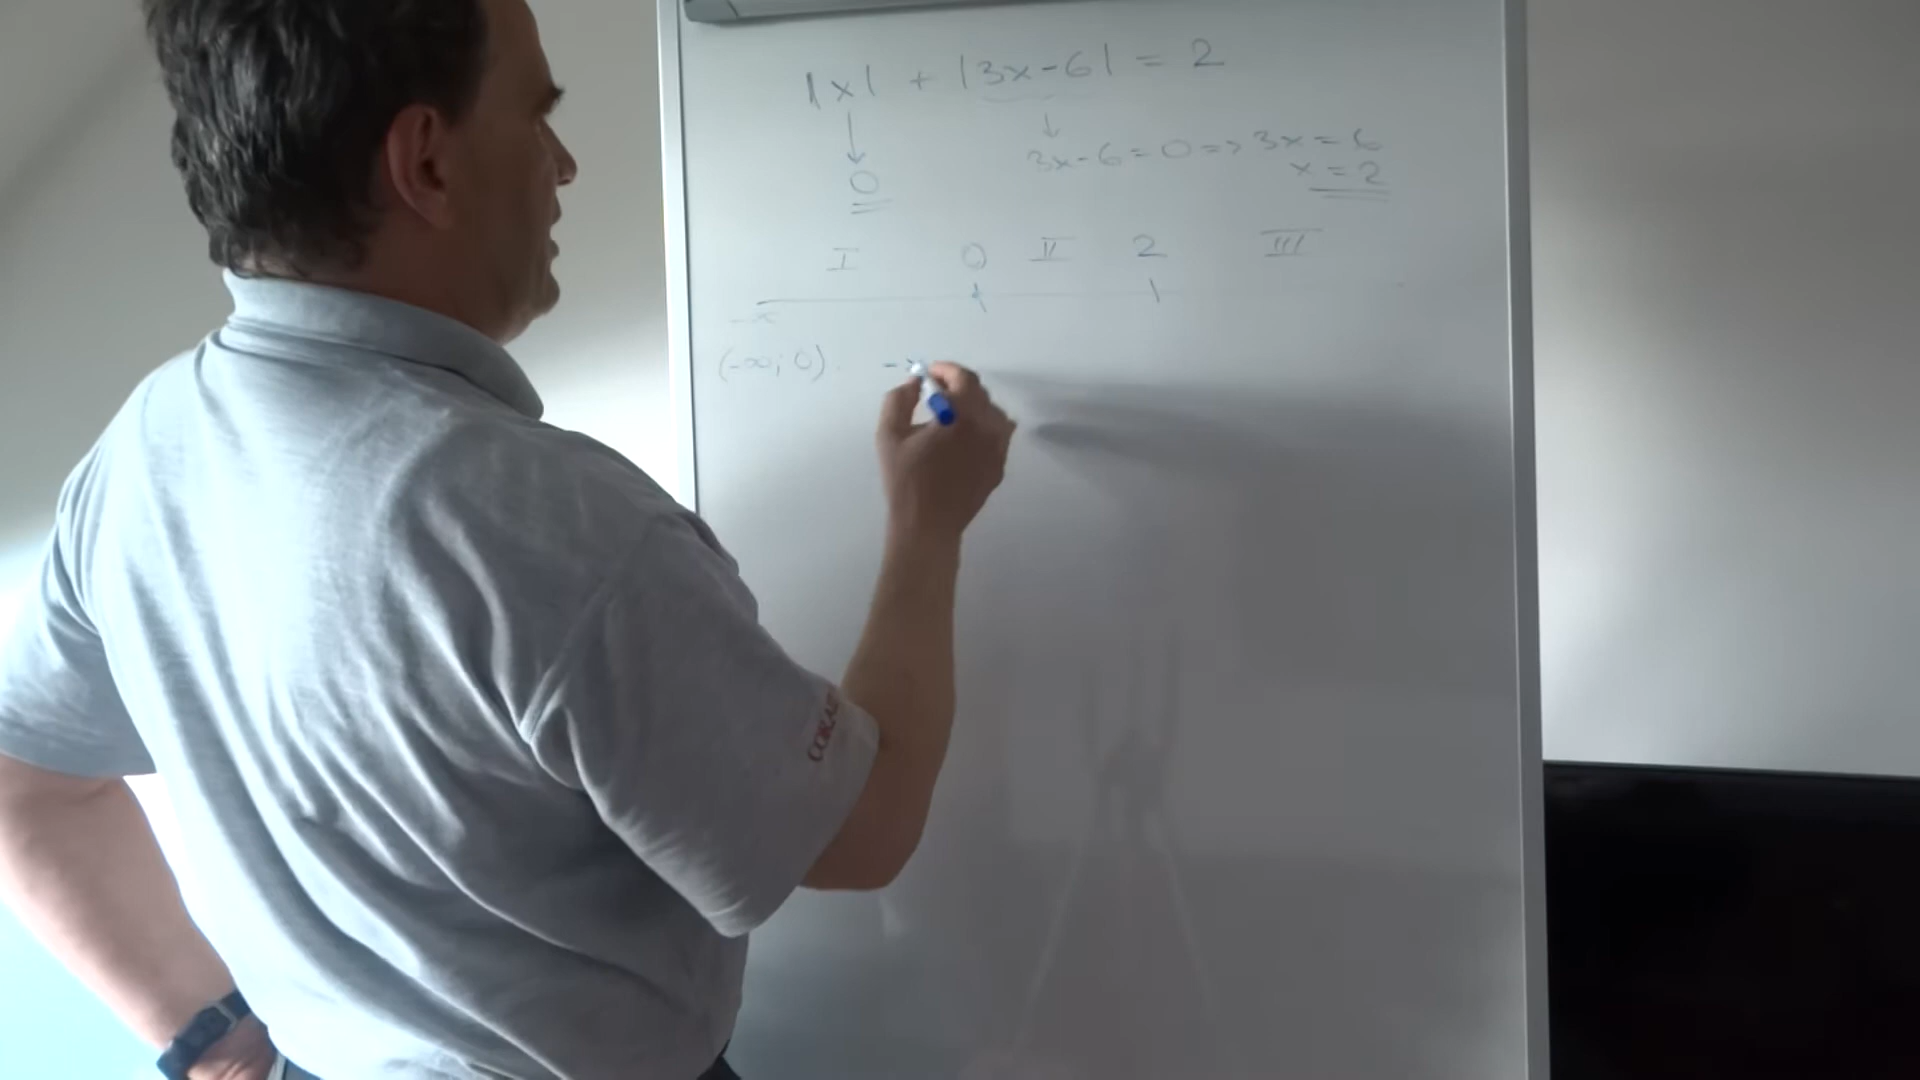 |x| + |3x-6| = 2
↓ ↓
0 3x-6=0 => 3x=6
x=2
I 0 II 2 III
(-∞; 0) -x